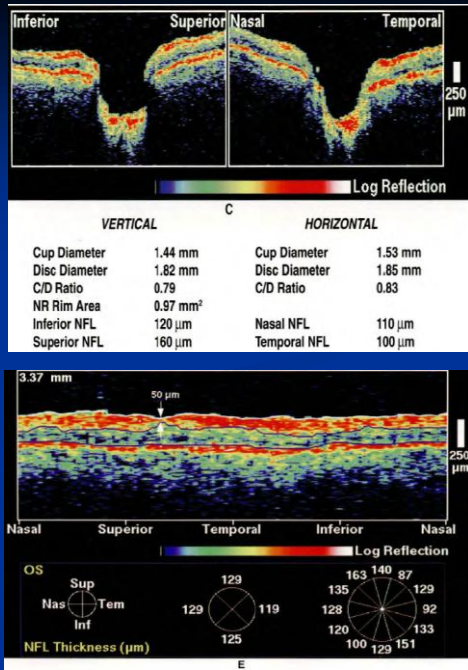 Inferior Superior Nasal Temporal
250
μm
Log Reflection
C
VERTICAL HORIZONTAL
Cup Diameter 1.44 mm Cup Diameter 1.53 mm
Disc Diameter 1.82 mm Disc Diameter 1.85 mm
C/D Ratio 0.79 C/D Ratio 0.83
NR Rim Area 0.97 mm²
Inferior NFL 120 μm Nasal NFL 110 μm
Superior NFL 160 μm Temporal NFL 100 μm
3.37 mm
50 μm
250
μm
Nasal Superior Temporal Inferior Nasal
Log Reflection
OS
Sup
Nas Tem
Inf
NFL Thickness (μm)
129
129 119
125
163 140 87
135 129
128 92
120 133
100 129 151
E